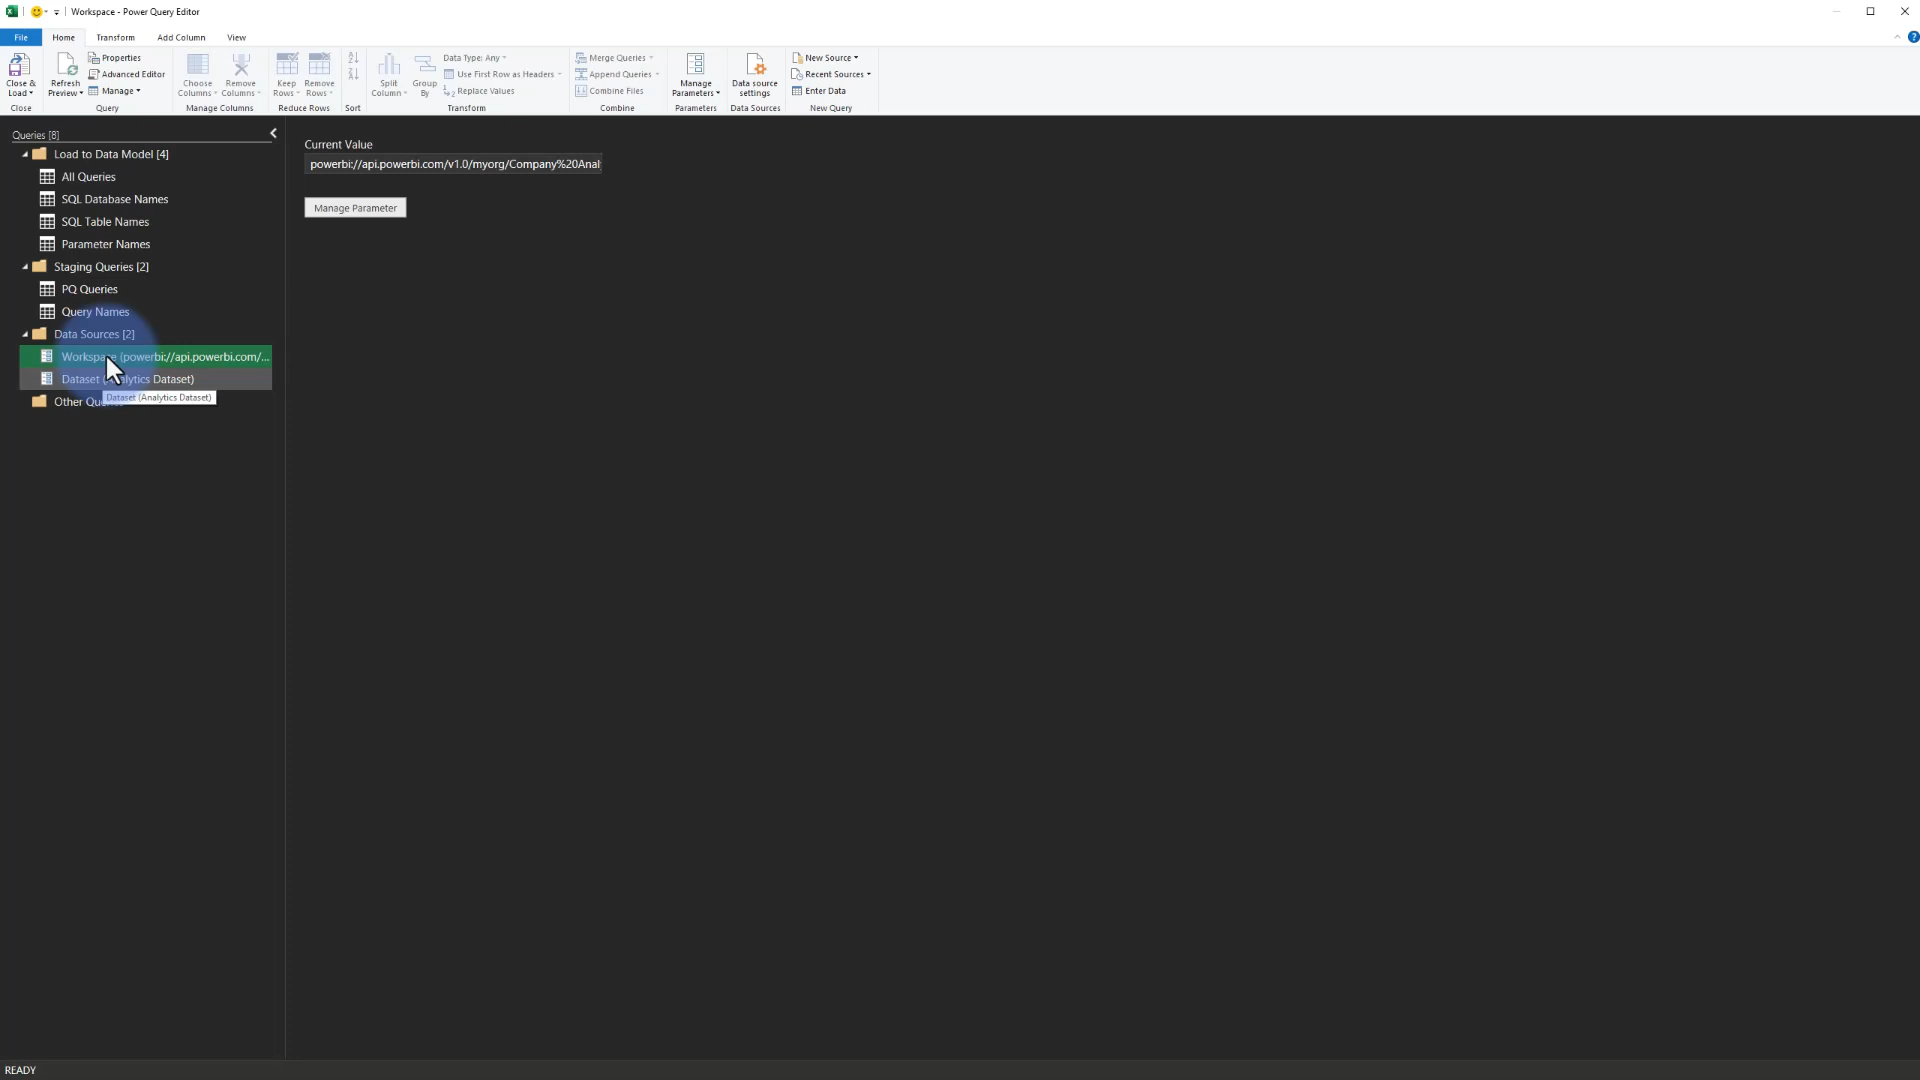 Workspace - Power Query Editor
File Home Transform Add Column View
Close & Load
Close
Refresh Preview
Properties
Advanced Editor
Manage
Query
Choose Columns
Remove Columns
Manage Columns
Keep Rows
Remove Rows
Reduce Rows
Sort
Split Column
Group By
Data Type: Any
Use First Row as Headers
Replace Values
Transform
Merge Queries
Append Queries
Combine Files
Combine
Manage Parameters
Parameters
Data source settings
Data Sources
New Source
Recent Sources
Enter Data
New Query
Queries [8]
Load to Data Model [4]
All Queries
SQL Database Names
SQL Table Names
Parameter Names
Staging Queries [2]
PQ Queries
Query Names
Data Sources [2]
Workspace (powerbi://api.powerbi.com/...
Dataset (Analytics Dataset)
Dataset (Analytics Dataset)
Other
Current Value
powerbi://api.powerbi.com/v1.0/myorg/Company%20Anal
Manage Parameter
READY